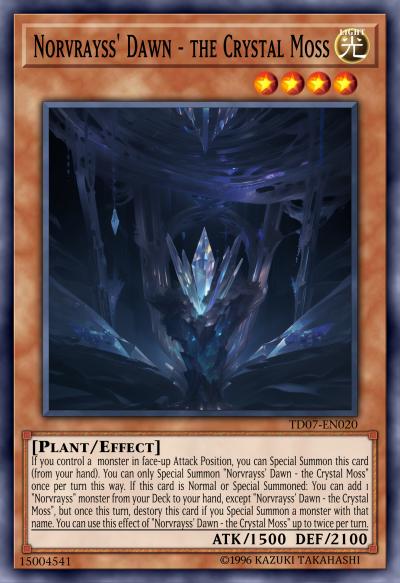 Norvrayss' Dawn - the Crystal Moss
LIGHT
光
TD07-EN020
[Plant/Effect]
If you control a monster in face-up Attack Position, you can Special Summon this card
(from your hand). You can only Special Summon "Norvrayss' Dawn - the Crystal Moss"
once per turn this way. If this card is Normal or Special Summoned: You can add 1
"Norvrayss" monster from your Deck to your hand, except "Norvrayss' Dawn - the Crystal
Moss", but once this turn, destory this card if you Special Summon a monster with that
name. You can use this effect of "Norvrayss' Dawn - the Crystal Moss" up to twice per turn.
ATK/1500 DEF/2100
15004541
©1996 KAZUKI TAKAHASHI